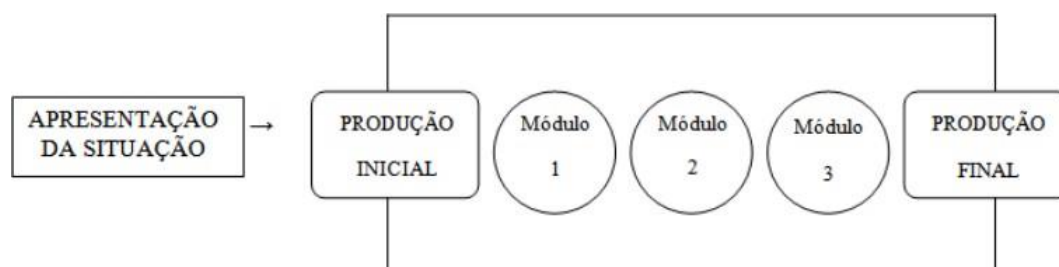 APRESENTAÇÃO
DA SITUAÇÃO
→
PRODUÇÃO
INICIAL
Módulo
1
Módulo
2
Módulo
3
PRODUÇÃO
FINAL